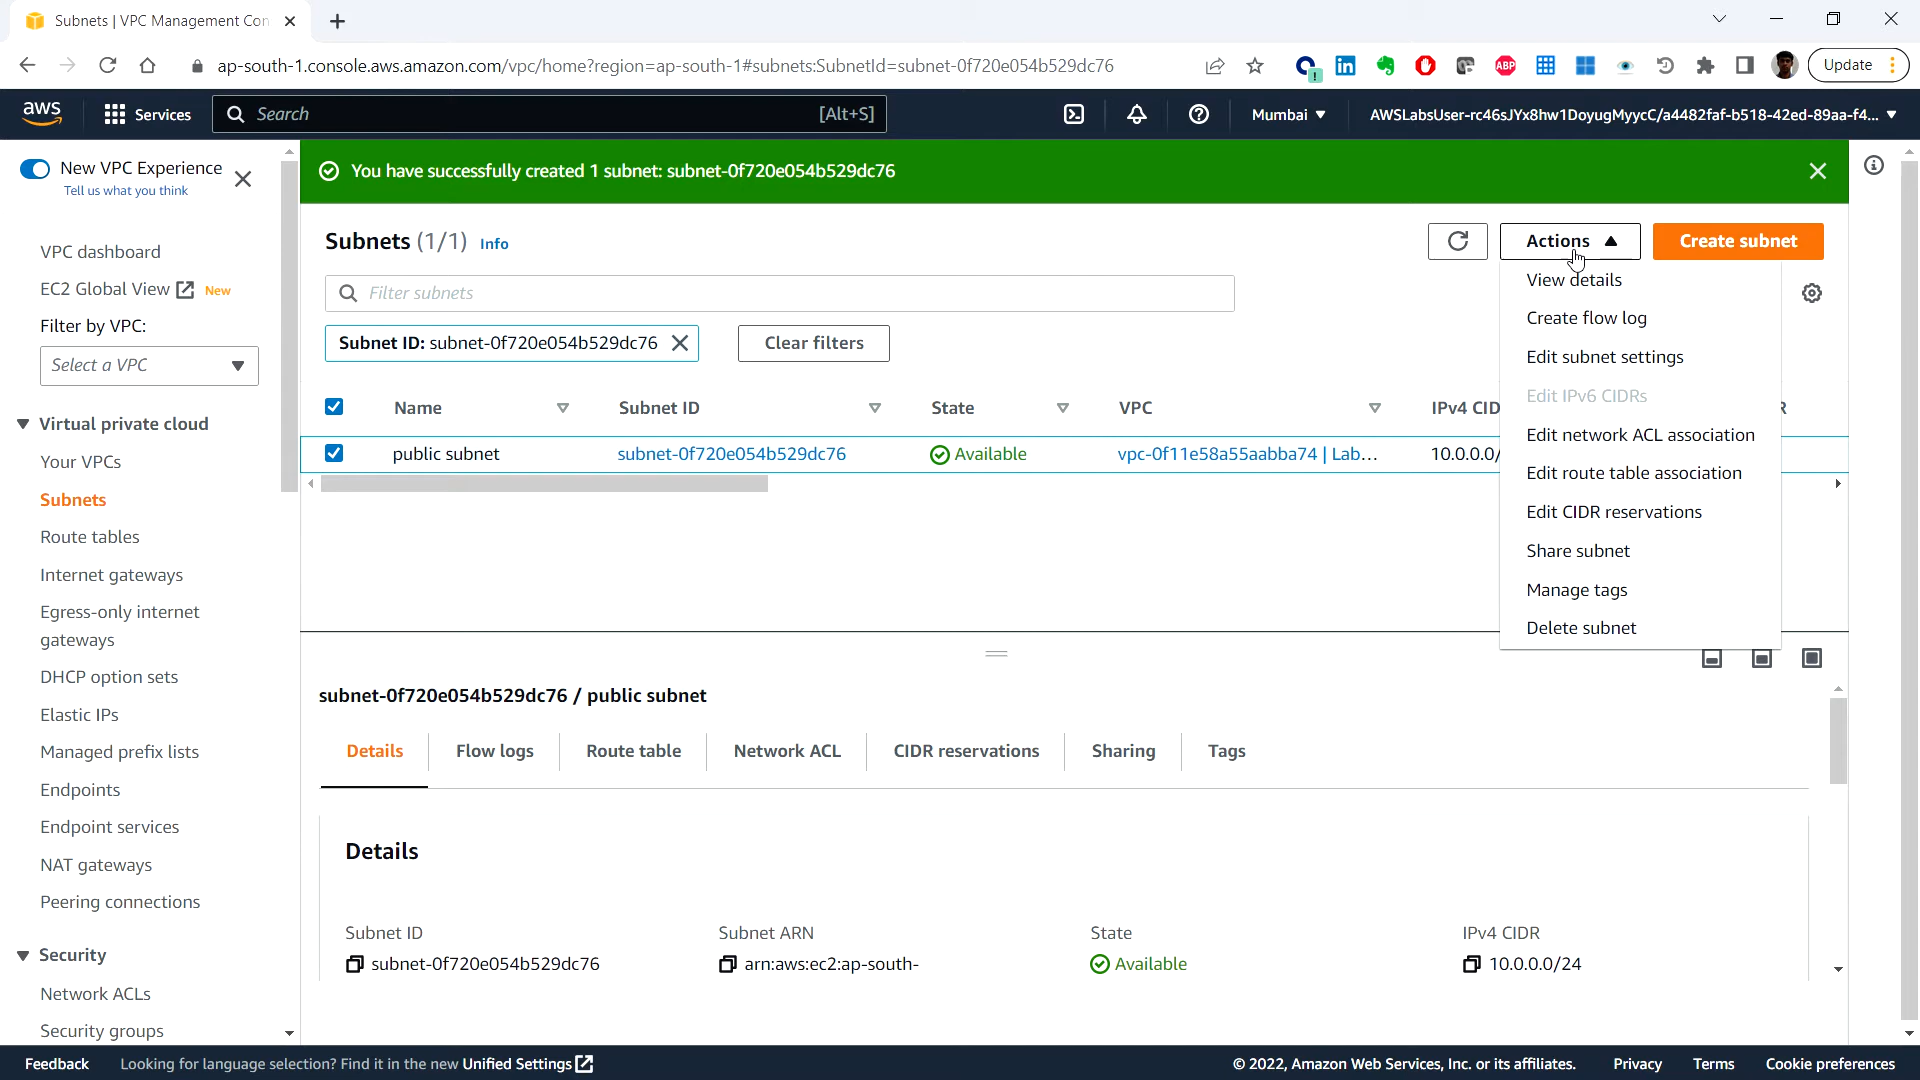 Subnets | VPC Management Con
ap-south-1.console.aws.amazon.com/vpc/home?region=ap-south-1#subnets:SubnetId=subnet-0f720e054b529dc76
ABP
Update
aws
Services
Search
[Alt+S]
Mumbai
AWSLabsUser-rc46sJYx8hw1DoyugMyycC/a4482faf-b518-42ed-89aa-f4...
New VPC Experience
Tell us what you think
VPC dashboard
EC2 Global View
New
Filter by VPC:
Select a VPC
Virtual private cloud
Your VPCs
Subnets
Route tables
Internet gateways
Egress-only internet
gateways
DHCP option sets
Elastic IPs
Managed prefix lists
Endpoints
Endpoint services
NAT gateways
Peering connections
Security
Network ACLs
Security groups
You have successfully created 1 subnet: subnet-0f720e054b529dc76
Subnets (1/1) Info
Actions
Create subnet
Filter subnets
Subnet ID: subnet-0f720e054b529dc76
Clear filters
Name
Subnet ID
State
VPC
IPv4 CID
R
public subnet
subnet-0f720e054b529dc76
Available
vpc-0f11e58a55aabba74 | Lab...
10.0.0.0/
View details
Create flow log
Edit subnet settings
Edit IPv6 CIDRs
Edit network ACL association
Edit route table association
Edit CIDR reservations
Share subnet
Manage tags
Delete subnet
subnet-0f720e054b529dc76 / public subnet
Details
Flow logs
Route table
Network ACL
CIDR reservations
Sharing
Tags
Details
Subnet ID
Subnet ARN
State
IPv4 CIDR
subnet-0f720e054b529dc76
arn:aws:ec2:ap-south-
Available
10.0.0.0/24
Feedback
Looking for language selection? Find it in the new Unified Settings
© 2022, Amazon Web Services, Inc. or its affiliates.
Privacy
Terms
Cookie preferences